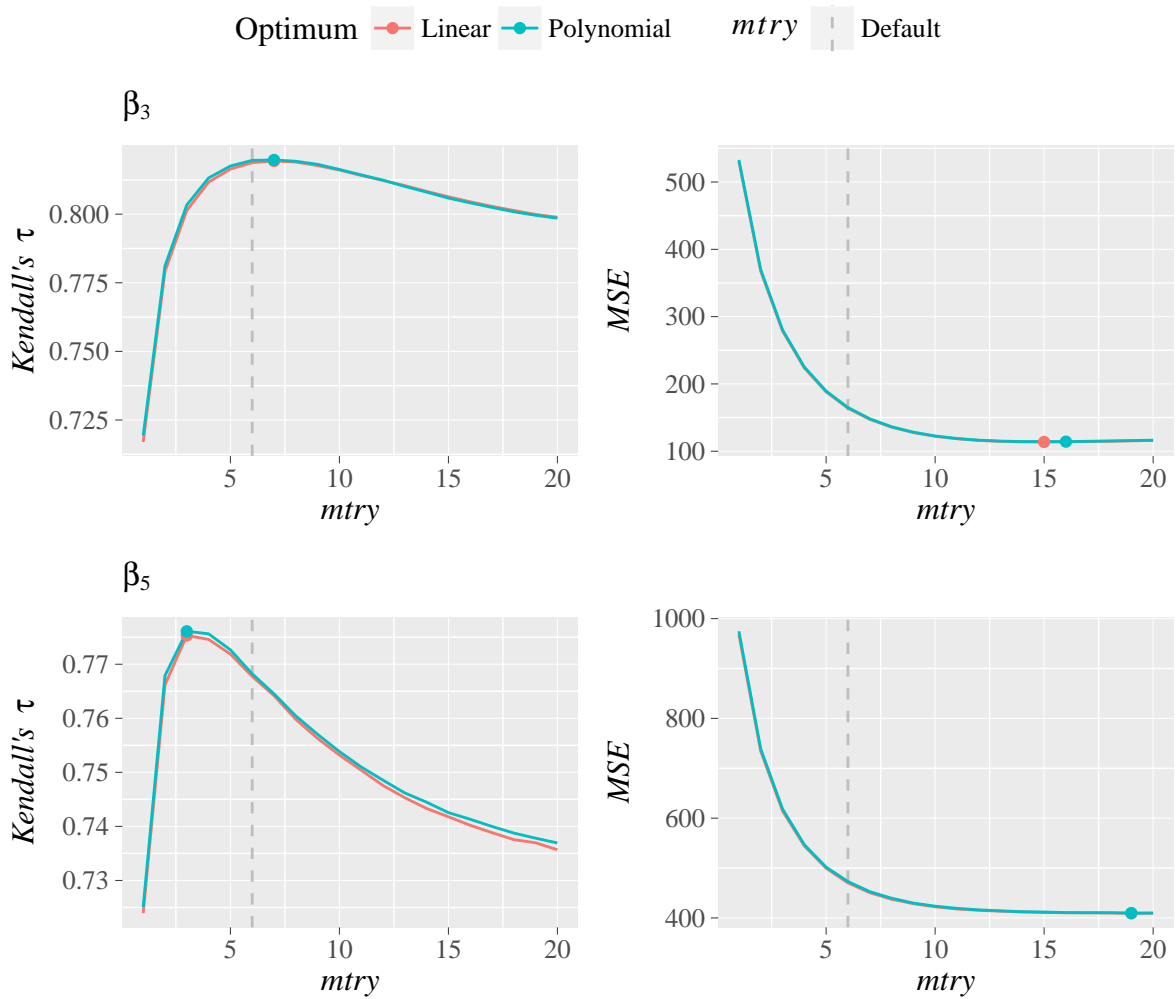 Optimum Linear Polynomial mtry Default
β3
Kendall's τ
0.800
0.775
0.750
0.725
5 10 15 20
mtry
MSE
500
400
300
200
100
5 10 15 20
mtry
β5
Kendall's τ
0.77
0.76
0.75
0.74
0.73
5 10 15 20
mtry
MSE
1000
800
600
400
5 10 15 20
mtry